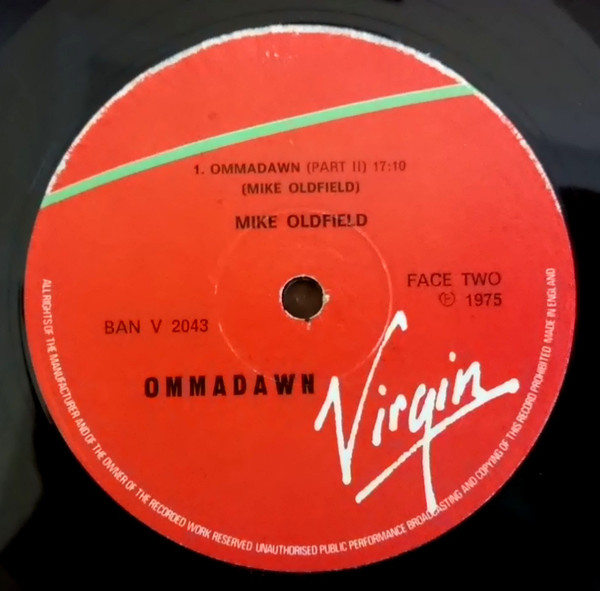 1. OMMADAWN (PART II) 17:10
(MIKE OLDFIELD)
MIKE OLDFIELD
FACE TWO
℗ 1975
BAN V 2043
OMMADAWN
Virgin
ALL RIGHTS OF THE MANUFACTURER AND OF THE OWNER OF THE RECORDED WORK RESERVED UNAUTHORISED PUBLIC PERFORMANCE BROADCASTING AND COPYING OF THIS RECORD PROHIBITED MADE IN ENGLAND